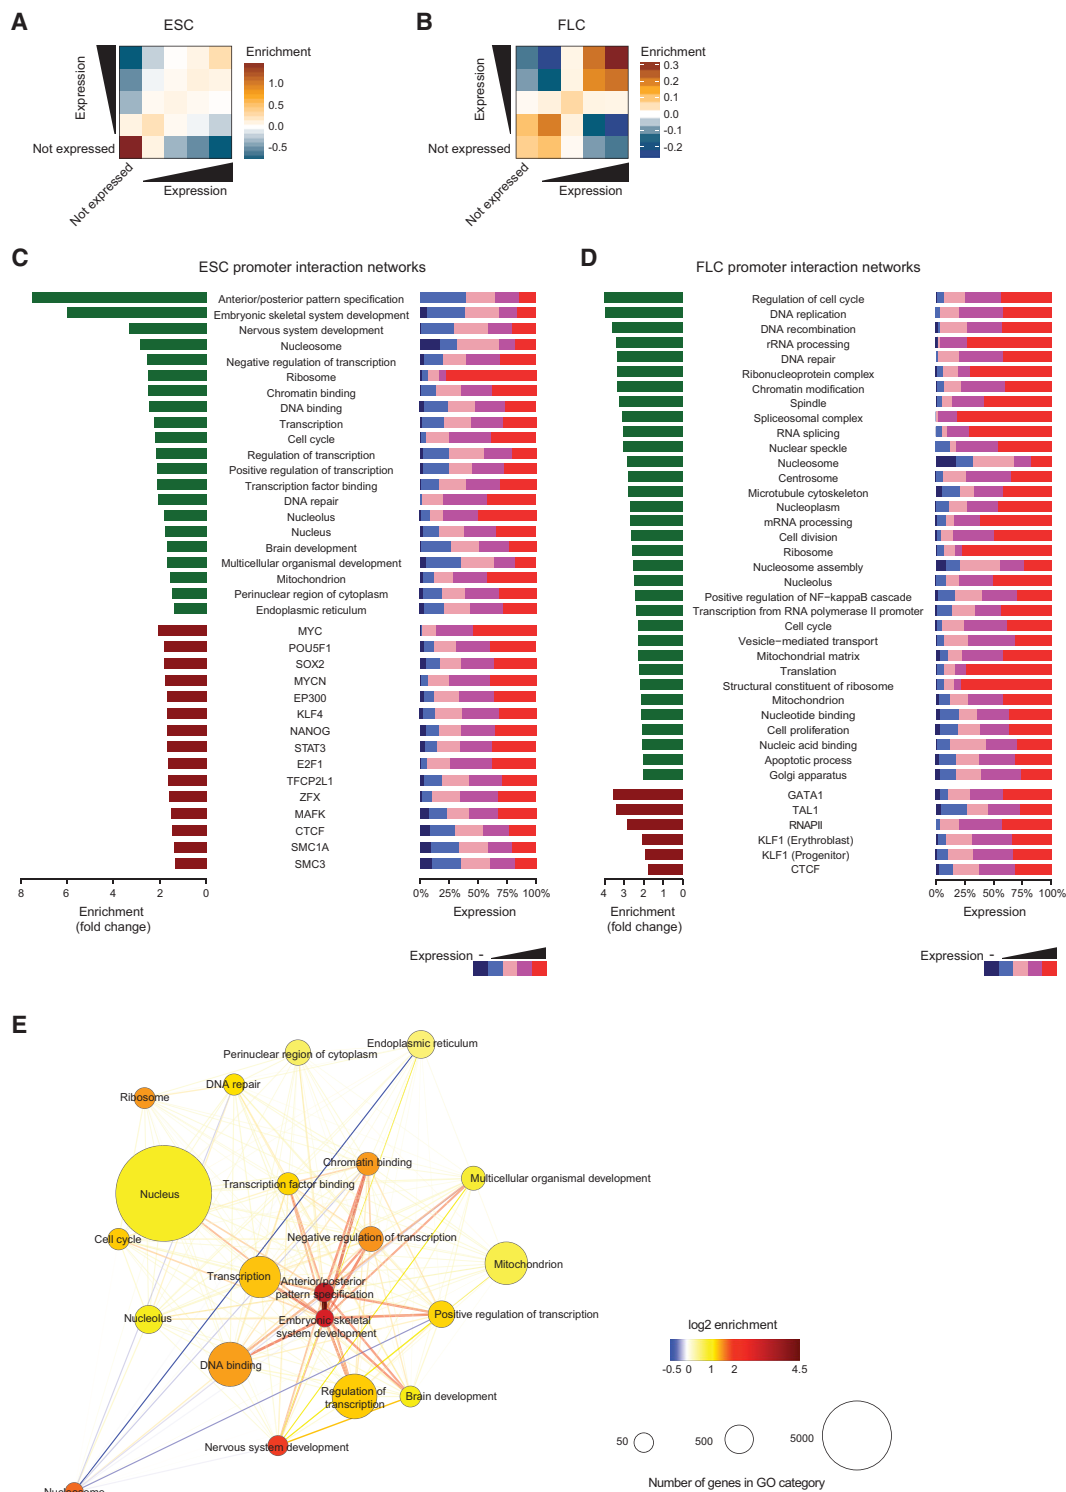 A
ESC
Expression
Not expressed
Not expressed
Expression
Enrichment
1.0
0.5
0.0
-0.5
B
FLC
Expression
Not expressed
Not expressed
Expression
Enrichment
0.3
0.2
0.1
0.0
-0.1
-0.2
C
ESC promoter interaction networks
Anterior/posterior pattern specification
Embryonic skeletal system development
Nervous system development
Nucleosome
Negative regulation of transcription
Ribosome
Chromatin binding
DNA binding
Transcription
Cell cycle
Regulation of transcription
Positive regulation of transcription
Transcription factor binding
DNA repair
Nucleolus
Nucleus
Brain development
Multicellular organismal development
Mitochondrion
Perinuclear region of cytoplasm
Endoplasmic reticulum
MYC
POU5F1
SOX2
MYCN
EP300
KLF4
NANOG
STAT3
E2F1
TFCP2L1
ZFX
MAFK
CTCF
SMC1A
SMC3
8 6 4 2 0
Enrichment
(fold change)
0% 25% 50% 75% 100%
Expression
Expression -
D
FLC promoter interaction networks
Regulation of cell cycle
DNA replication
DNA recombination
rRNA processing
DNA repair
Ribonucleoprotein complex
Chromatin modification
Spindle
Spliceosomal complex
RNA splicing
Nuclear speckle
Nucleosome
Centrosome
Microtubule cytoskeleton
Nucleoplasm
mRNA processing
Cell division
Ribosome
Nucleosome assembly
Nucleolus
Positive regulation of NF−kappaB cascade
Transcription from RNA polymerase II promoter
Cell cycle
Vesicle−mediated transport
Mitochondrial matrix
Translation
Structural constituent of ribosome
Mitochondrion
Nucleotide binding
Cell proliferation
Nucleic acid binding
Apoptotic process
Golgi apparatus
GATA1
TAL1
RNAPII
KLF1 (Erythroblast)
KLF1 (Progenitor)
CTCF
4 3 2 1 0
Enrichment
(fold change)
0% 25% 50% 75% 100%
Expression
Expression -
E
Endoplasmic reticulum
Perinuclear region of cytoplasm
DNA repair
Ribosome
Chromatin binding
Transcription factor binding
Multicellular organismal development
Nucleus
Cell cycle
Negative regulation of transcription
Mitochondrion
Transcription
Anterior/posterior
pattern specification
Nucleolus
Embryonic skeletal
system development
Positive regulation of transcription
DNA binding
Regulation of
transcription
Brain development
Nervous system development
Nucleosome
log2 enrichment
-0.5 0 1 2 4.5
50
500
5000
Number of genes in GO category